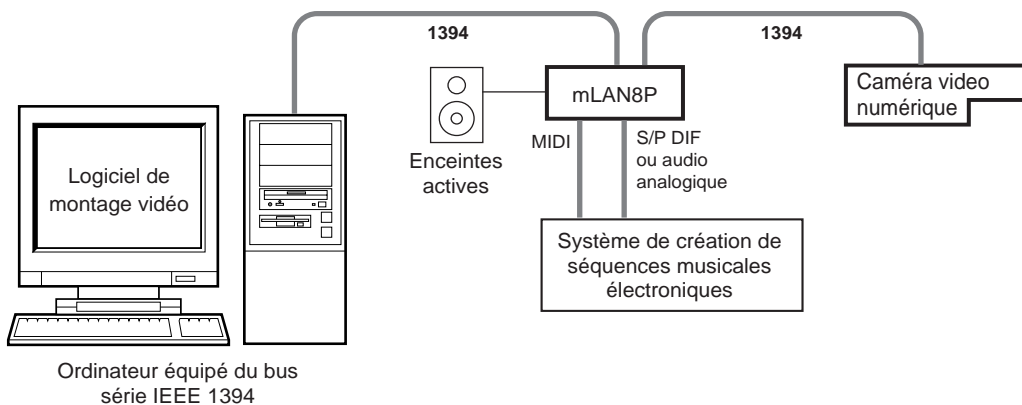 1394
1394
mLAN8P
Caméra video
numérique
MIDI
S/P DIF
ou audio
analogique
Enceintes
actives
Logiciel de
montage vidéo
Système de création de
séquences musicales
électroniques
Ordinateur équipé du bus
série IEEE 1394